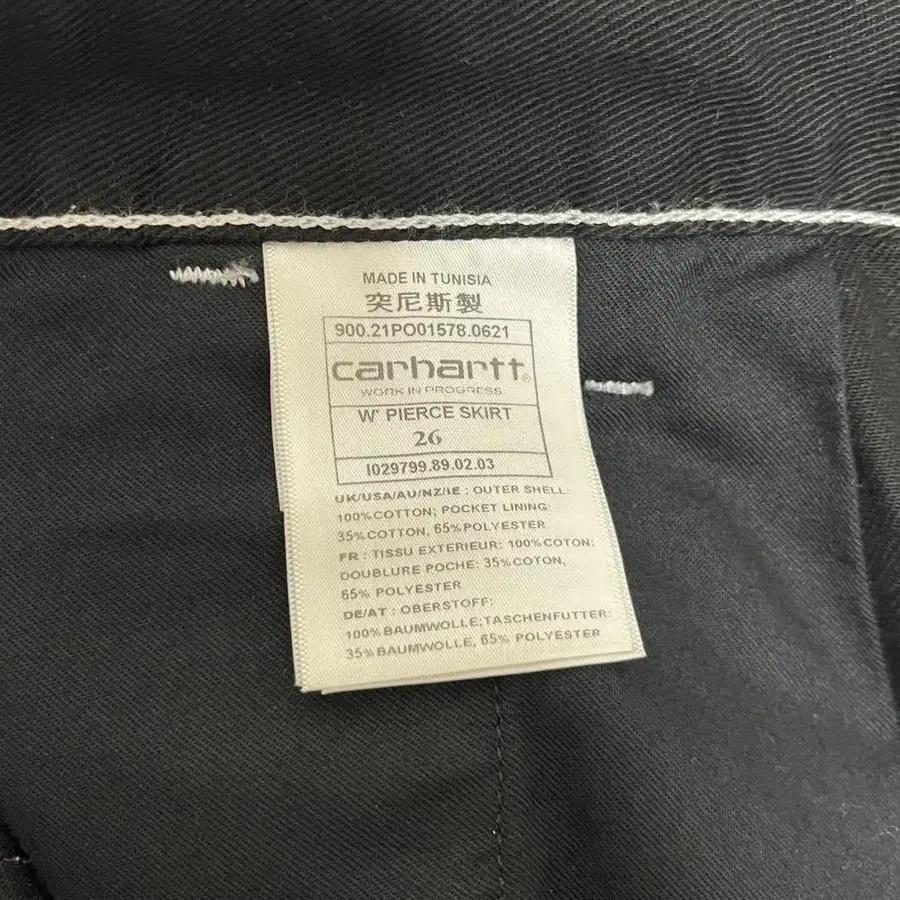 MADE IN TUNISIA
突尼斯製
900.21PO01578.0621
carhartt®
WORK IN PROGRESS
W' PIERCE SKIRT
26
I029799.89.02.03
UK/USA/AU/NZ/IE : OUTER SHELL:
100%COTTON; POCKET LINING:
35%COTTON, 65%POLYESTER
FR : TISSU EXTERIEUR: 100%COTON;
DOUBLURE POCHE: 35%COTON,
65% POLYESTER
DE/AT : OBERSTOFF:
100%BAUMWOLLE;TASCHENFUTTER:
35%BAUMWOLLE, 65% POLYESTER